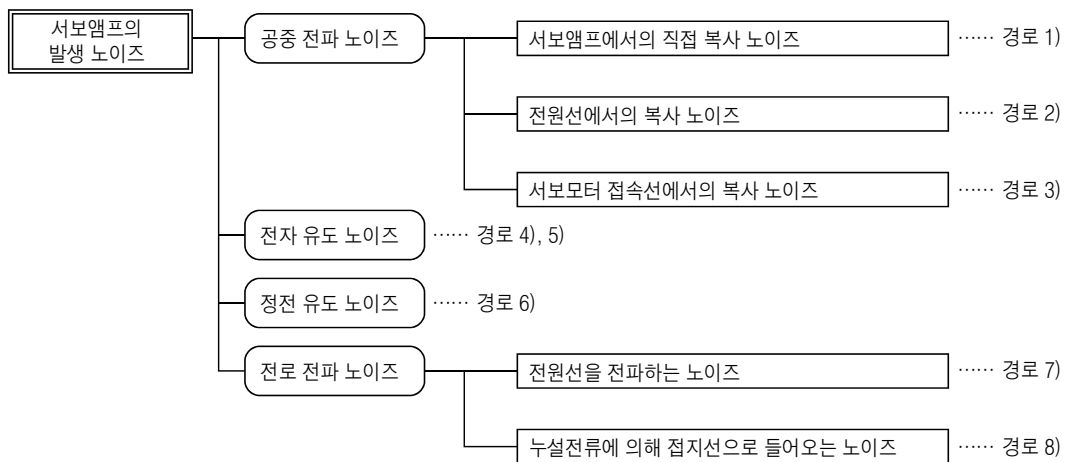 서보앰프의
발생 노이즈
공중 전파 노이즈
서보앰프에서의 직접 복사 노이즈 …… 경로 1)
전원선에서의 복사 노이즈 …… 경로 2)
서보모터 접속선에서의 복사 노이즈 …… 경로 3)
전자 유도 노이즈 …… 경로 4), 5)
정전 유도 노이즈 …… 경로 6)
전로 전파 노이즈
전원선을 전파하는 노이즈 …… 경로 7)
누설전류에 의해 접지선으로 들어오는 노이즈 …… 경로 8)